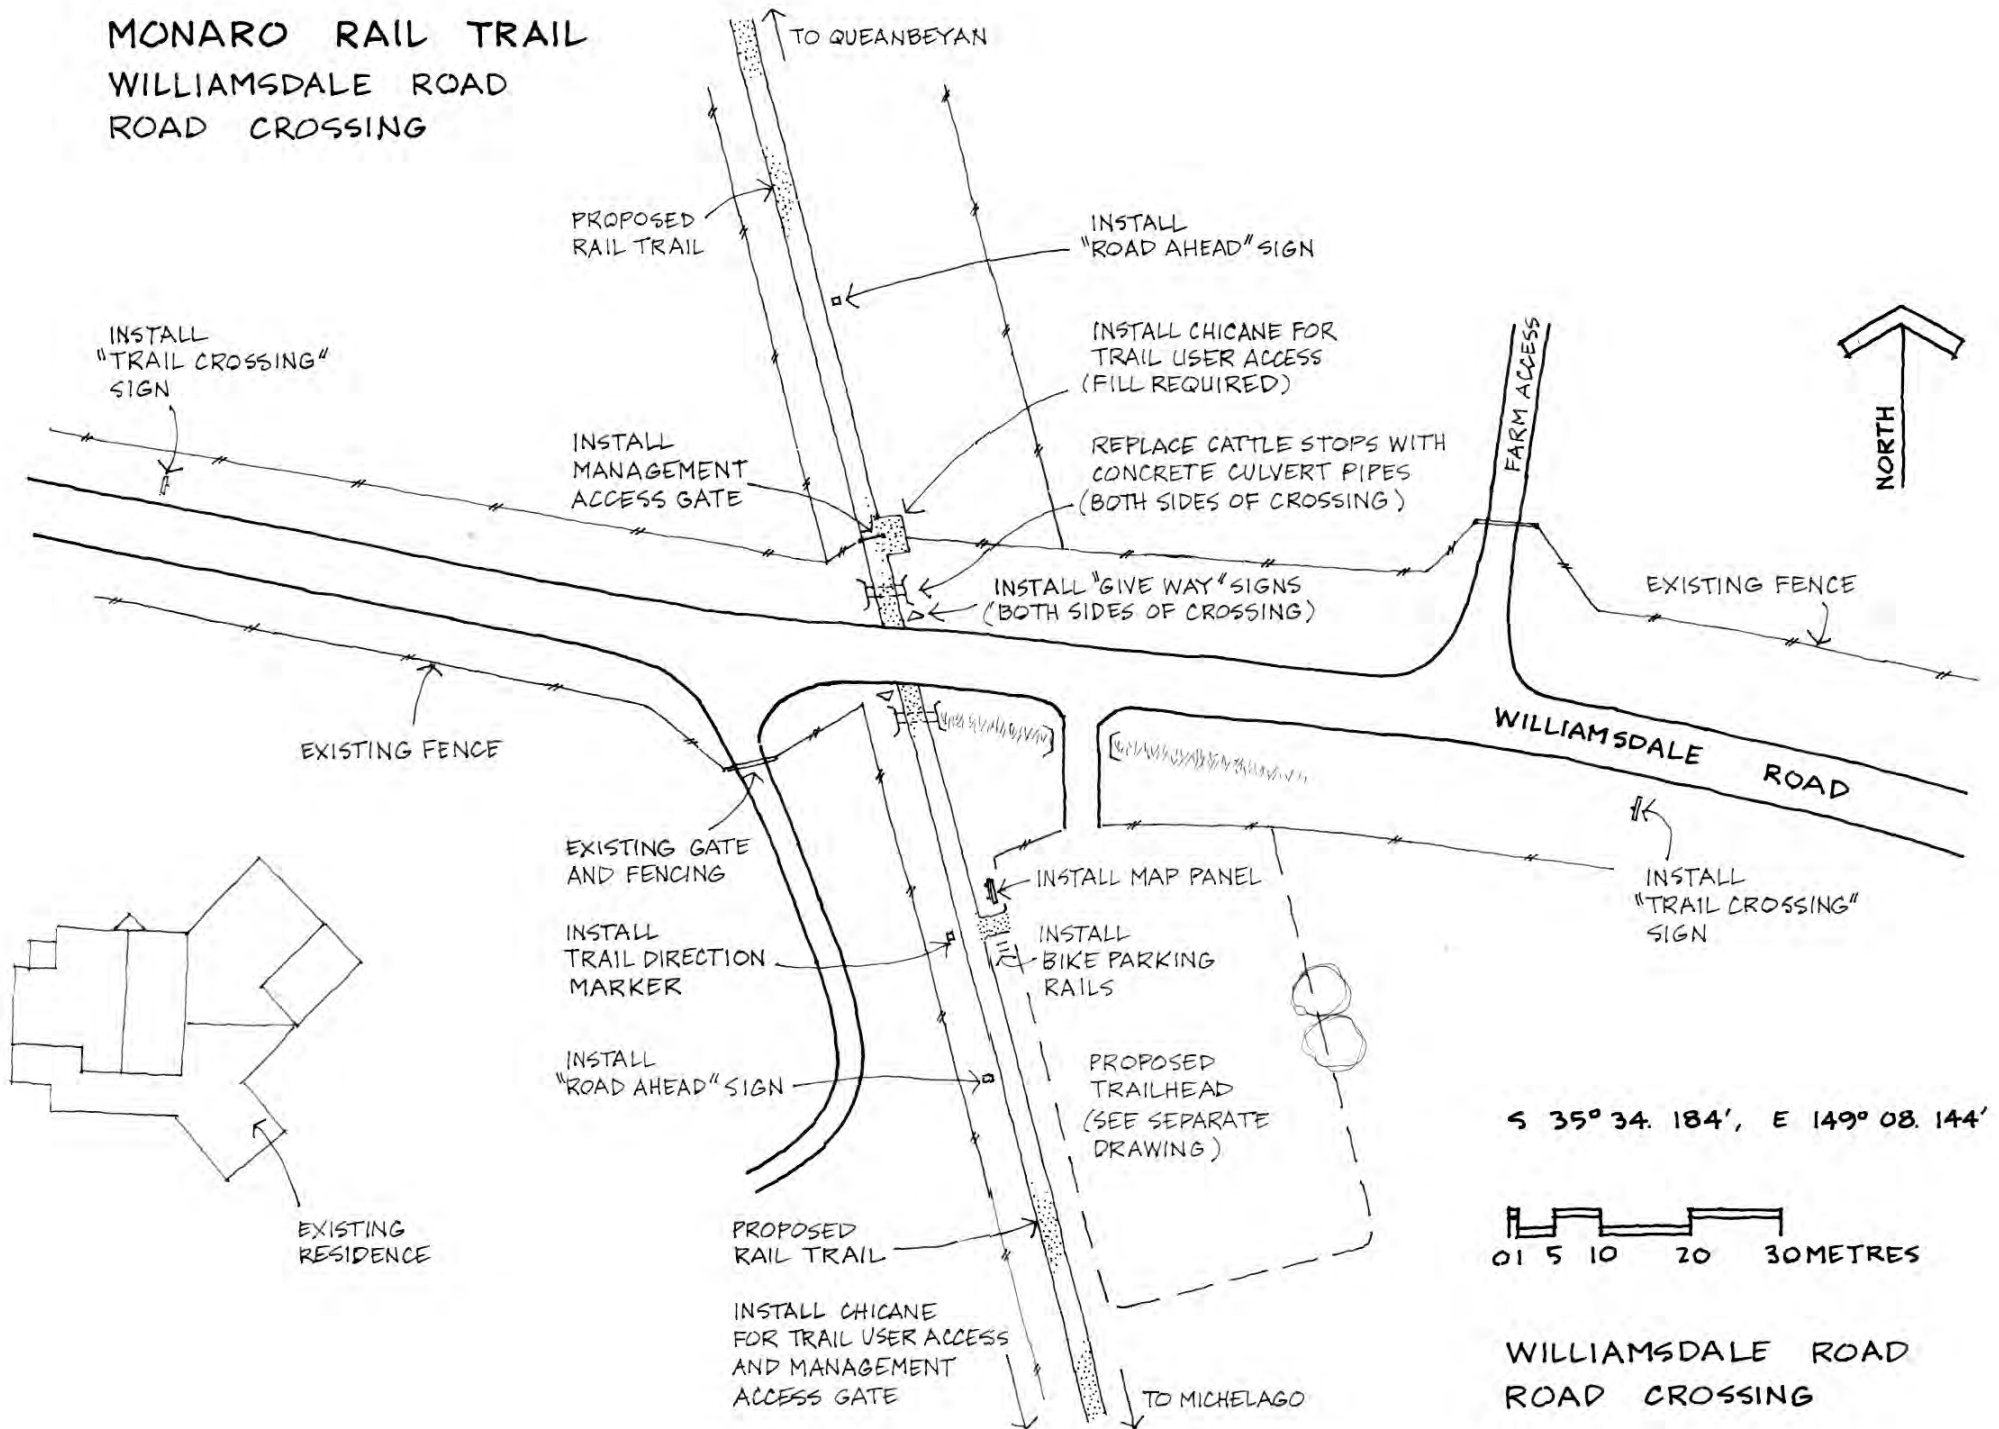 MONARO RAIL TRAIL
WILLIAMSDALE ROAD
ROAD CROSSING
TO QUEANBEYAN
PROPOSED
RAIL TRAIL
INSTALL
"ROAD AHEAD" SIGN
INSTALL
"TRAIL CROSSING"
SIGN
INSTALL CHICANE FOR
TRAIL USER ACCESS
(FILL REQUIRED)
INSTALL
MANAGEMENT
ACCESS GATE
REPLACE CATTLE STOPS WITH
CONCRETE CULVERT PIPES
(BOTH SIDES OF CROSSING)
FARM ACCESS
NORTH
INSTALL "GIVE WAY" SIGNS
(BOTH SIDES OF CROSSING)
EXISTING FENCE
EXISTING FENCE
WILLIAMSDALE ROAD
EXISTING GATE
AND FENCING
INSTALL MAP PANEL
INSTALL
"TRAIL CROSSING"
SIGN
INSTALL
TRAIL DIRECTION
MARKER
INSTALL
BIKE PARKING
RAILS
INSTALL
"ROAD AHEAD" SIGN
PROPOSED
TRAILHEAD
(SEE SEPARATE
DRAWING)
S 35° 34. 184', E 149° 08. 144'
EXISTING
RESIDENCE
PROPOSED
RAIL TRAIL
0 1 5 10 20 30 METRES
INSTALL CHICANE
FOR TRAIL USER ACCESS
AND MANAGEMENT
ACCESS GATE
TO MICHELAGO
WILLIAMSDALE ROAD
ROAD CROSSING